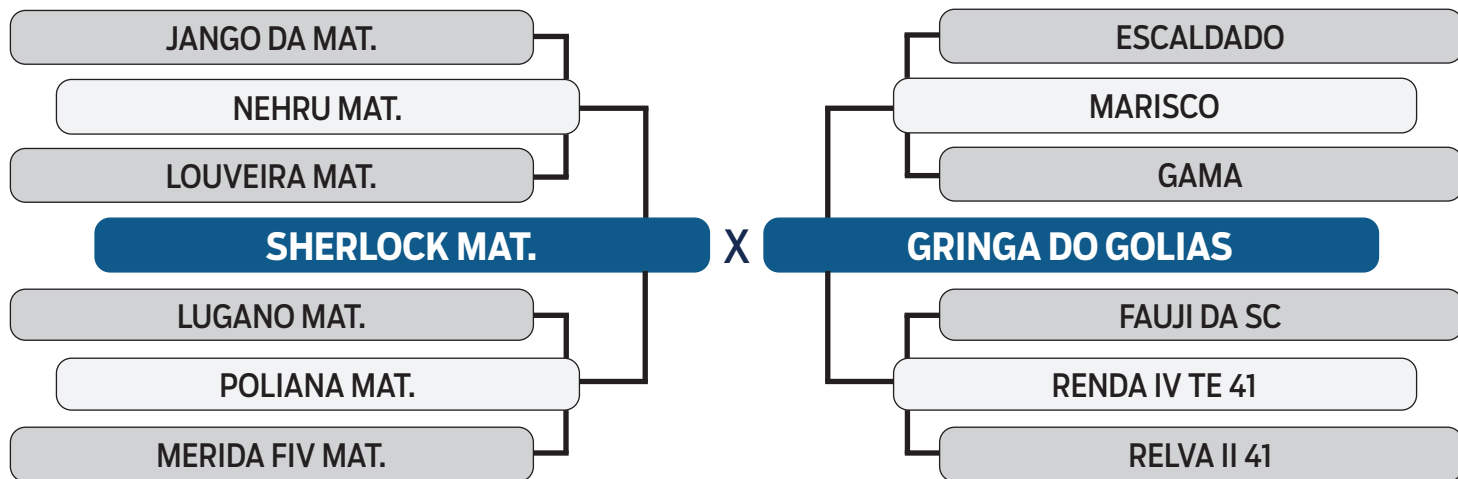 JANGO DA MAT.
ESCALDADO
NEHRU MAT.
MARISCO
LOUVEIRA MAT.
GAMA
SHERLOCK MAT. X GRINGA DO GOLIAS
LUGANO MAT.
FAUJI DA SC
POLIANA MAT.
RENDA IV TE 41
MERIDA FIV MAT.
RELVA II 41